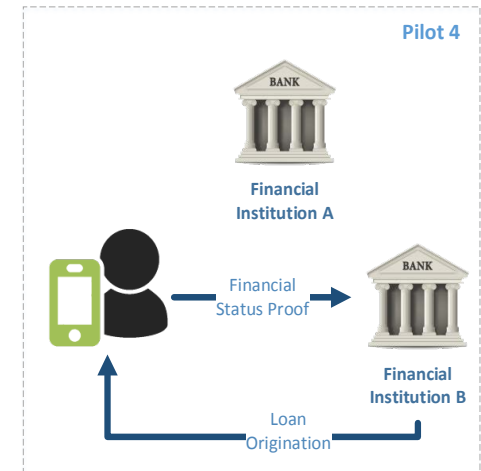 Pilot 4
BANK
Financial
Institution A
Financial
Status Proof
BANK
Financial
Institution B
Loan
Origination